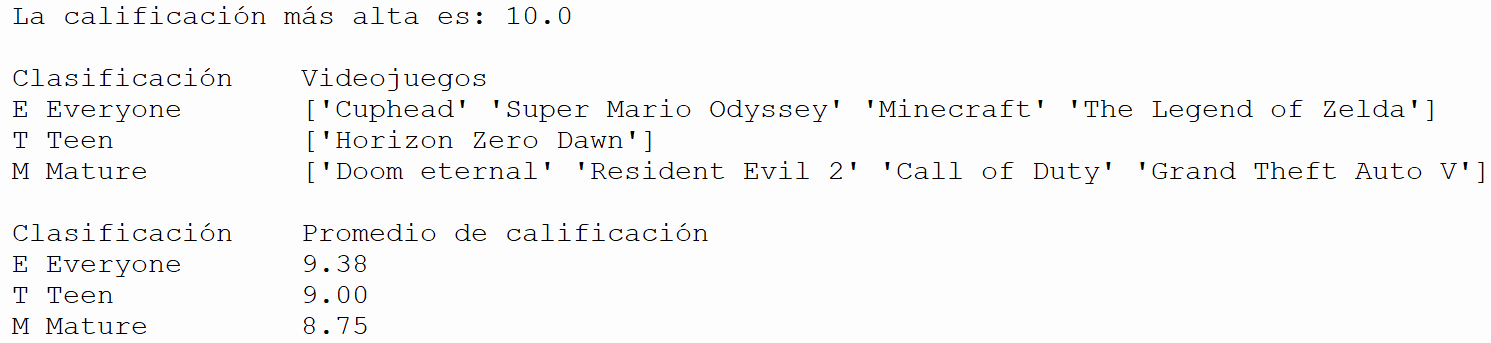 La calificación más alta es: 10.0
Clasificación Videojuegos
E Everyone ['Cuphead' 'Super Mario Odyssey' 'Minecraft' 'The Legend of Zelda']
T Teen ['Horizon Zero Dawn']
M Mature ['Doom eternal' 'Resident Evil 2' 'Call of Duty' 'Grand Theft Auto V']
Clasificación Promedio de calificación
E Everyone 9.38
T Teen 9.00
M Mature 8.75